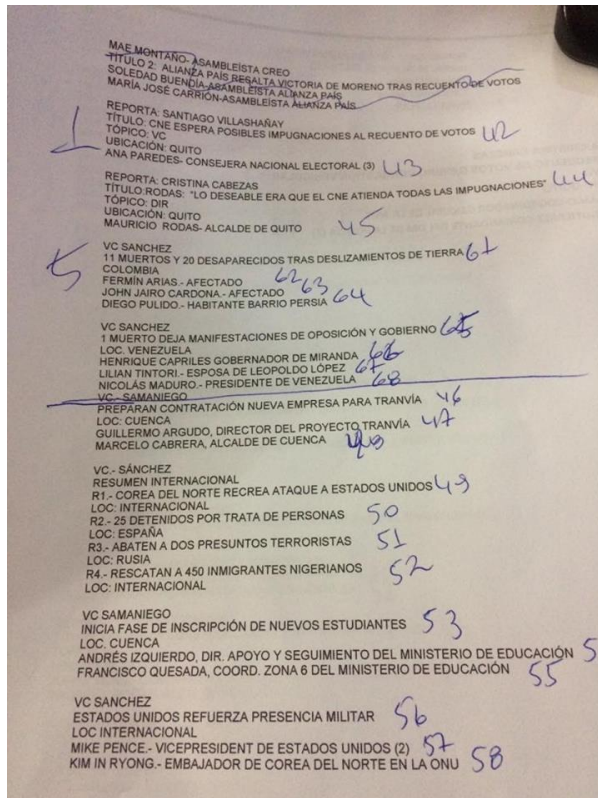 MAE MONTAÑO- ASAMBLEÍSTA CREO
TÍTULO 2: ALIANZA PAÍS RESALTA VICTORIA DE MORENO TRAS RECUENTO DE VOTOS
SOLEDAD BUENDÍA-ASAMBLEÍSTA ALIANZA PAÍS
MARÍA JOSÉ CARRIÓN-ASAMBLEÍSTA ALIANZA PAÍS
REPORTA: SANTIAGO VILLASHAÑAY
TÍTULO: CNE ESPERA POSIBLES IMPUGNACIONES AL RECUENTO DE VOTOS 42
TÓPICO: VC
UBICACIÓN: QUITO
ANA PAREDES- CONSEJERA NACIONAL ELECTORAL (3) 43
REPORTA: CRISTINA CABEZAS
TÍTULO:RODAS: "LO DESEABLE ERA QUE EL CNE ATIENDA TODAS LAS IMPUGNACIONES" 44
TÓPICO: DIR
UBICACIÓN: QUITO
MAURICIO RODAS- ALCALDE DE QUITO 45
5
VC SANCHEZ
11 MUERTOS Y 20 DESAPARECIDOS TRAS DESLIZAMIENTOS DE TIERRA 61
COLOMBIA
FERMÍN ARIAS.- AFECTADO 62
JOHN JAIRO CARDONA.- AFECTADO 63
DIEGO PULIDO.- HABITANTE BARRIO PERSIA 64
VC SANCHEZ
1 MUERTO DEJA MANIFESTACIONES DE OPOSICIÓN Y GOBIERNO 65
LOC. VENEZUELA
HENRIQUE CAPRILES GOBERNADOR DE MIRANDA 66
LILIAN TINTORI.- ESPOSA DE LEOPOLDO LÓPEZ 67
NICOLÁS MADURO.- PRESIDENTE DE VENEZUELA 68
VC.- SAMANIEGO
PREPARAN CONTRATACIÓN NUEVA EMPRESA PARA TRANVÍA 46
LOC: CUENCA
GUILLERMO ARGUDO, DIRECTOR DEL PROYECTO TRANVÍA 47
MARCELO CABRERA, ALCALDE DE CUENCA
VC.- SÁNCHEZ
RESUMEN INTERNACIONAL
R1.- COREA DEL NORTE RECREA ATAQUE A ESTADOS UNIDOS 49
LOC: INTERNACIONAL
R2.- 25 DETENIDOS POR TRATA DE PERSONAS 50
LOC: ESPAÑA
R3.- ABATEN A DOS PRESUNTOS TERRORISTAS 51
LOC: RUSIA
R4.- RESCATAN A 450 INMIGRANTES NIGERIANOS 52
LOC: INTERNACIONAL
VC SAMANIEGO
INICIA FASE DE INSCRIPCIÓN DE NUEVOS ESTUDIANTES 53
LOC. CUENCA
ANDRÉS IZQUIERDO, DIR. APOYO Y SEGUIMIENTO DEL MINISTERIO DE EDUCACIÓN 5
FRANCISCO QUESADA, COORD. ZONA 6 DEL MINISTERIO DE EDUCACIÓN 55
VC SANCHEZ
ESTADOS UNIDOS REFUERZA PRESENCIA MILITAR 56
LOC INTERNACIONAL
MIKE PENCE.- VICEPRESIDENT DE ESTADOS UNIDOS (2) 57
KIM IN RYONG.- EMBAJADOR DE COREA DEL NORTE EN LA ONU 58